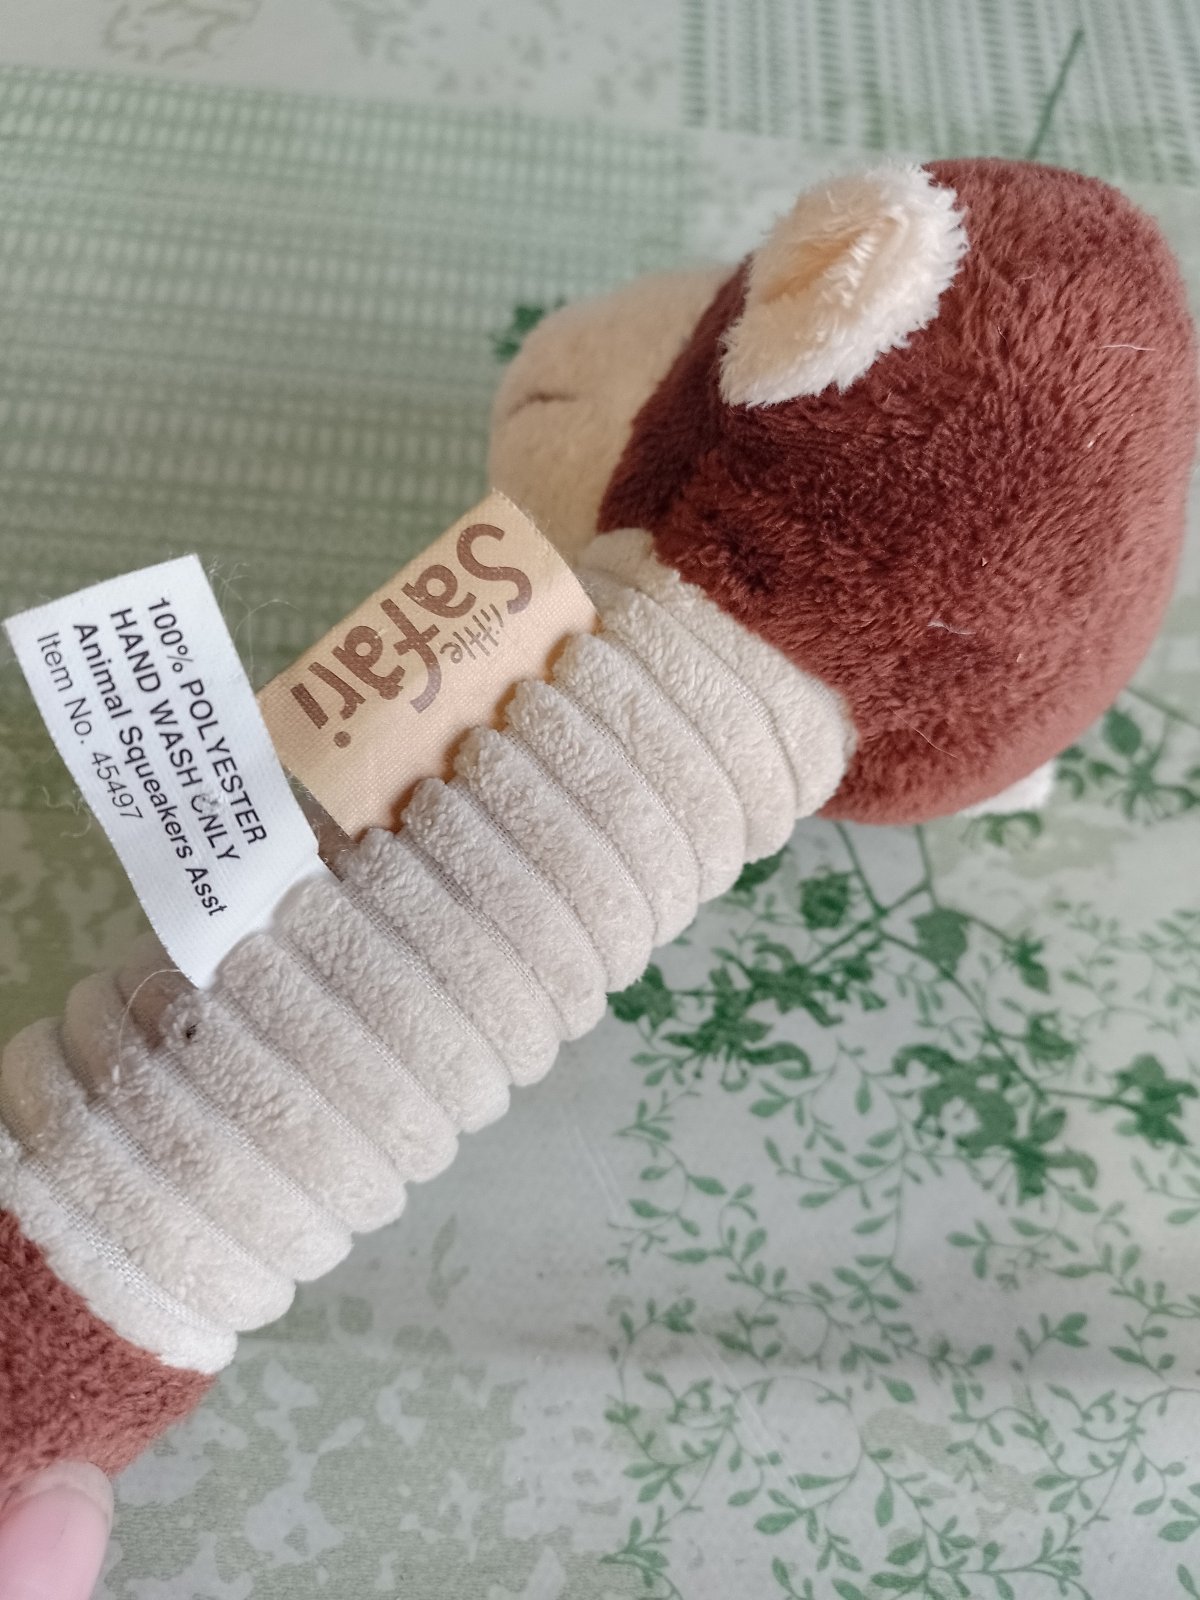 little
Safari
100% POLYESTER
HAND WASH ONLY
Animal Squeakers Asst
Item No. 45497